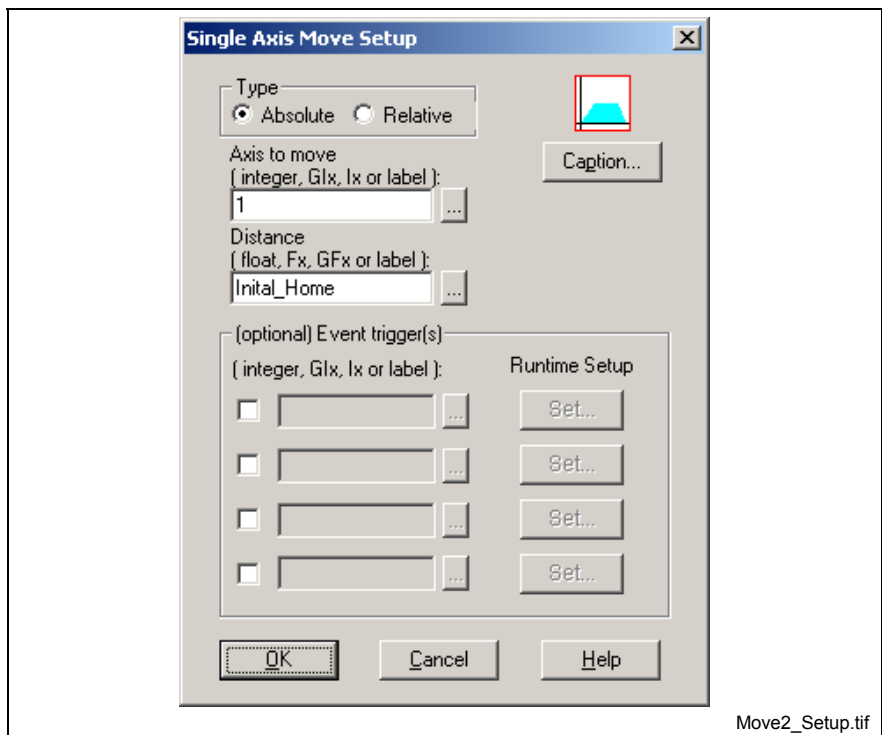 Single Axis Move Setup
Type
Absolute Relative
Axis to move
( integer, GIx, Ix or label ):
1
...
Caption...
Distance
( float, Fx, GFx or label ):
Inital_Home
...
(optional) Event trigger(s)
( integer, GIx, Ix or label ):
Runtime Setup
... Set...
... Set...
... Set...
... Set...
OK Cancel Help
Move2_Setup.tif